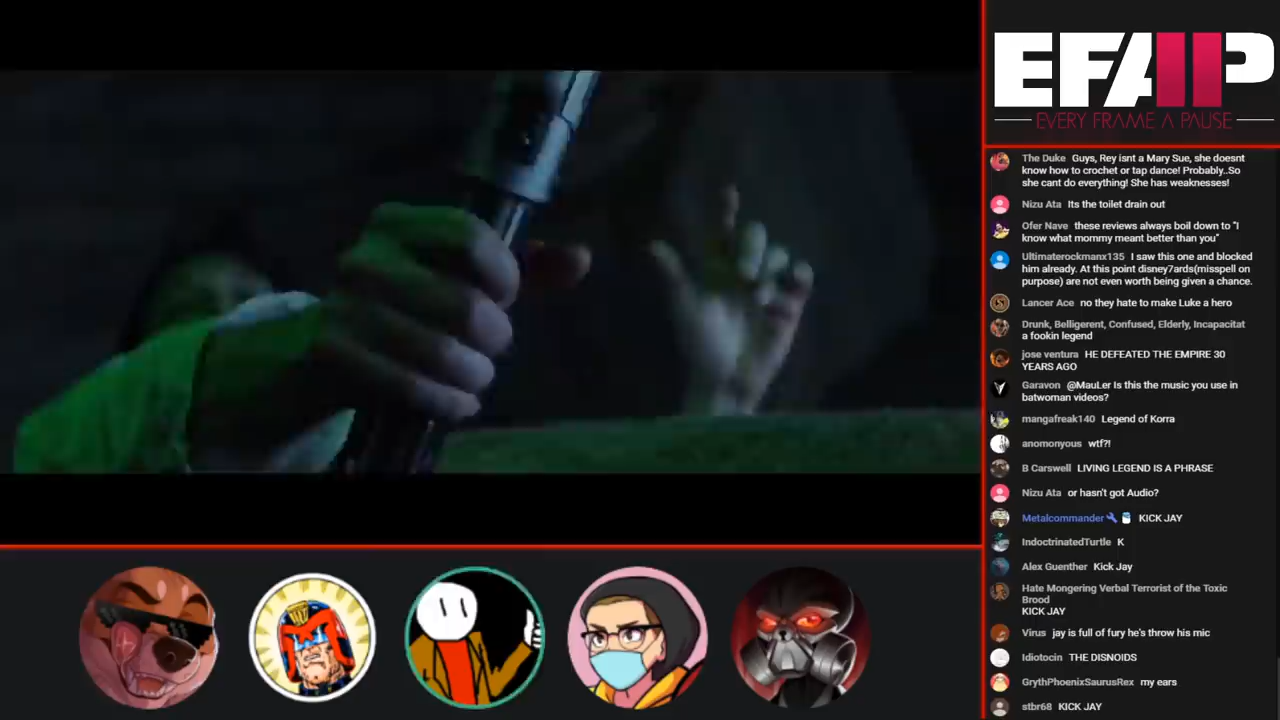 EFAP
EVERY FRAME A PAUSE
The Duke Guys, Rey isnt a Mary Sue, she doesnt
know how to crochet or tap dance! Probably..So
she cant do everything! She has weaknesses!
Nizu Ata Its the toilet drain out
Ofer Nave these reviews always boil down to "I
know what mommy meant better than you"
Ultimaterockmanx135 I saw this one and blocked
him already. At this point disney7ards(misspell on
purpose) are not even worth being given a chance.
Lancer Ace no they hate to make Luke a hero
Drunk, Belligerent, Confused, Elderly, Incapacitat
a fookin legend
jose ventura HE DEFEATED THE EMPIRE 30
YEARS AGO
Garavon @MauLer Is this the music you use in
batwoman videos?
mangafreak140 Legend of Korra
anomonyous wtf?!
B Carswell LIVING LEGEND IS A PHRASE
Nizu Ata or hasn't got Audio?
Metalcommander KICK JAY
IndoctrinatedTurtle K
Alex Guenther Kick Jay
Hate Mongering Verbal Terrorist of the Toxic
Brood
KICK JAY
Virus jay is full of fury he's throw his mic
Idiotocin THE DISNOIDS
GrythPhoenixSaurusRex my ears
stbr68 KICK JAY